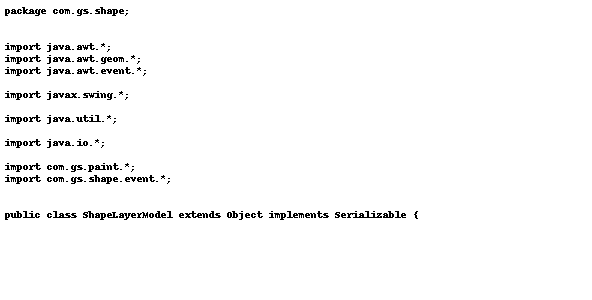 package com.gs.shape;
import java.awt.*;
import java.awt.geom.*;
import java.awt.event.*;
import javax.swing.*;
import java.util.*;
import java.io.*;
import com.gs.paint.*;
import com.gs.shape.event.*;
public class ShapeLayerModel extends Object implements Serializable {